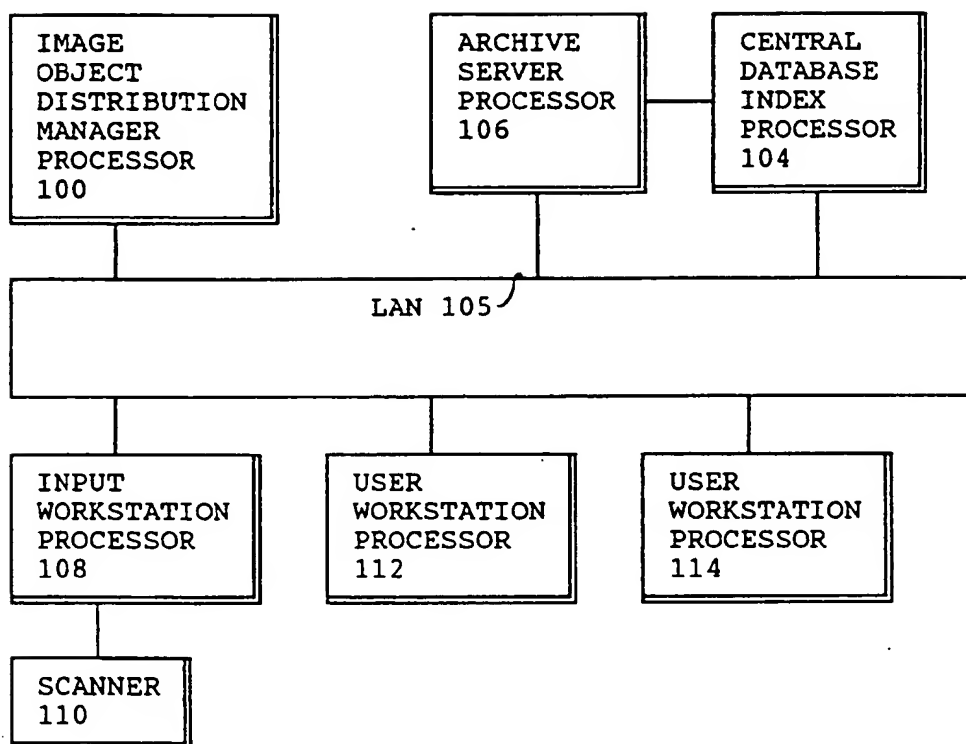 IMAGE
OBJECT
DISTRIBUTION
MANAGER
PROCESSOR
100
ARCHIVE
SERVER
PROCESSOR
106
CENTRAL
DATABASE
INDEX
PROCESSOR
104
LAN 105
INPUT
WORKSTATION
PROCESSOR
108
USER
WORKSTATION
PROCESSOR
112
USER
WORKSTATION
PROCESSOR
114
SCANNER
110